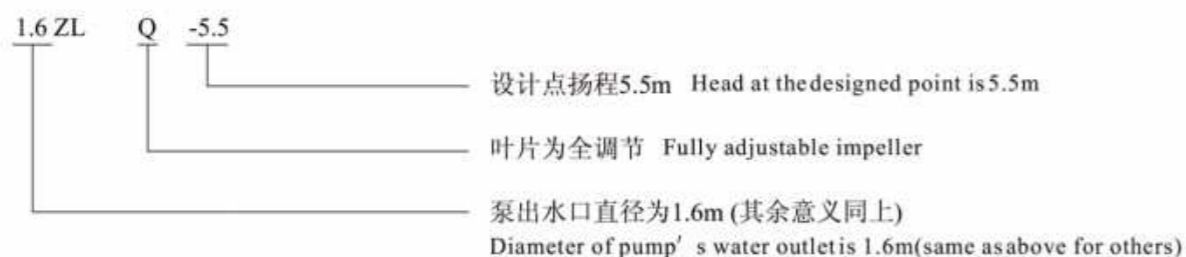 1.6 ZL Q -5.5
设计点扬程5.5m Head at the designed point is 5.5m
叶片为全调节 Fully adjustable impeller
泵出水口直径为1.6m (其余意义同上)
Diameter of pump's water outlet is 1.6m(same as above for others)